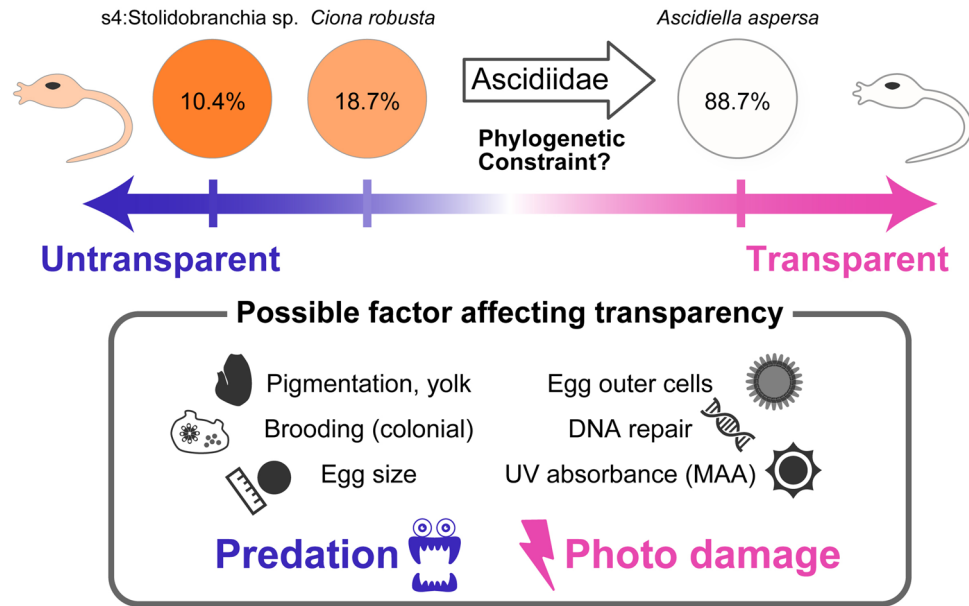 s4:Stolidobranchia sp. Ciona robusta Ascidiella aspersa
10.4% 18.7% Ascidiidae 88.7%
Phylogenetic
Constraint?
Untransparent Transparent
Possible factor affecting transparency
Pigmentation, yolk Egg outer cells
Brooding (colonial) DNA repair
Egg size UV absorbance (MAA)
Predation Photo damage